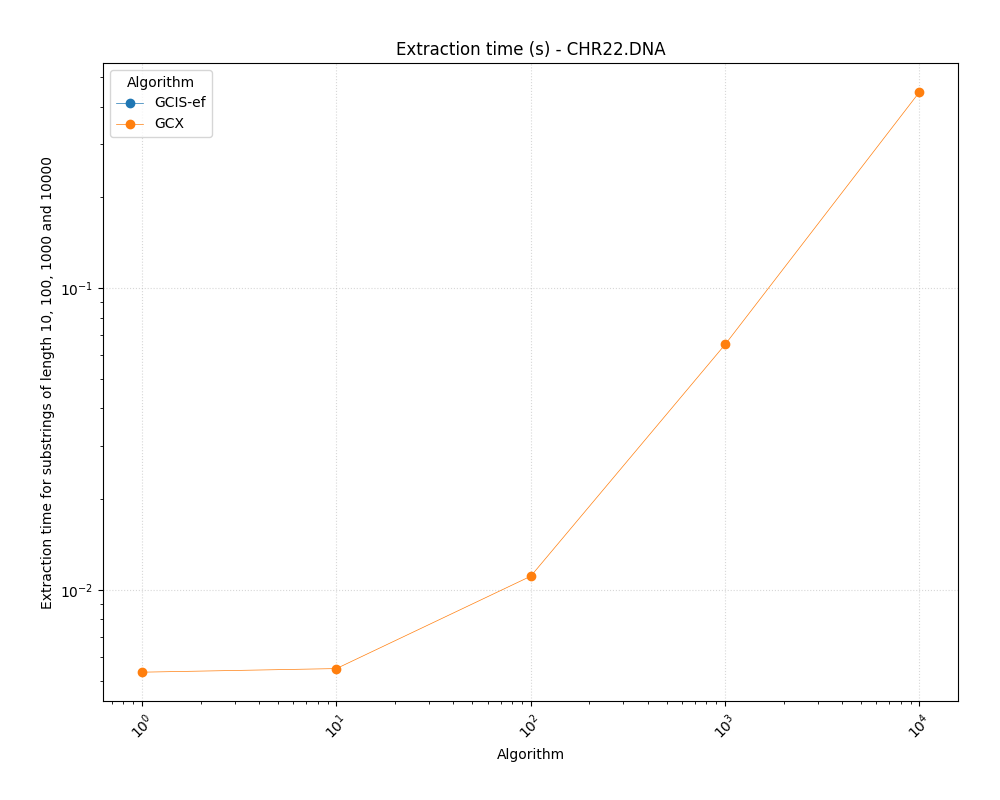 Extraction time (s) - CHR22.DNA
Algorithm
GCIS-ef
GCX
Extraction time for substrings of length 10, 100, 1000 and 10000
10⁻¹
10⁻²
10⁰
10¹
10²
10³
10⁴
Algorithm